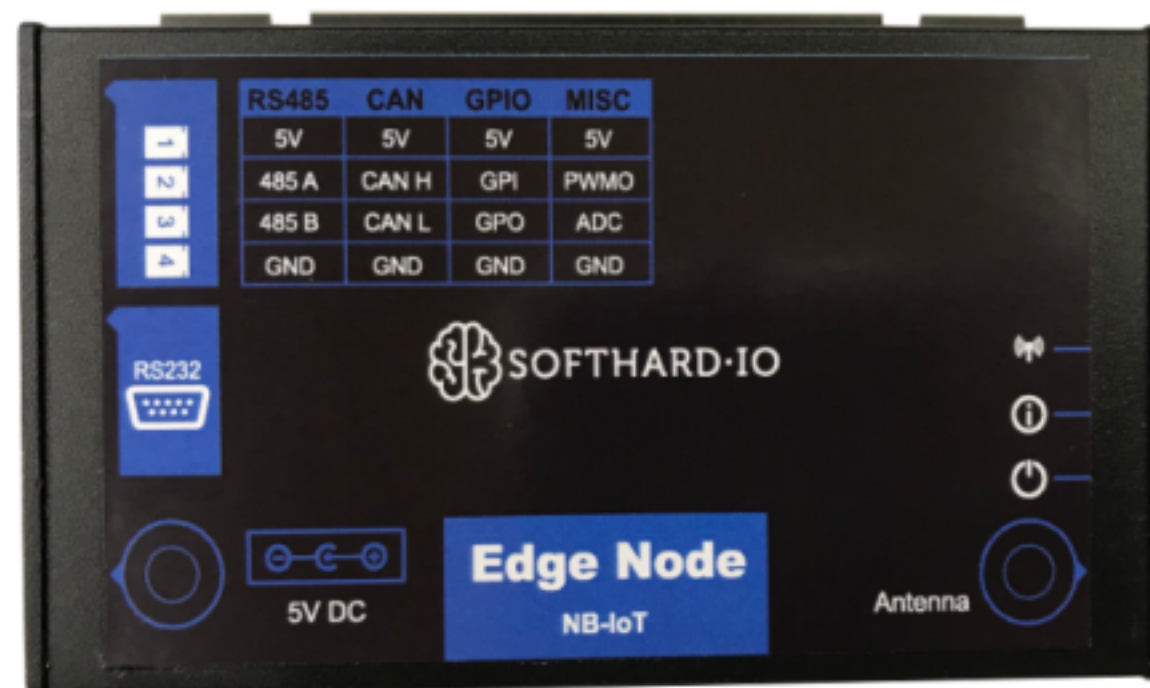 RS485 CAN GPIO MISC
1 5V 5V 5V 5V
2 485 A CAN H GPI PWMO
3 485 B CAN L GPO ADC
4 GND GND GND GND
RS232
SOFTHARD·IO
5V DC
Edge Node
NB-IoT
Antenna